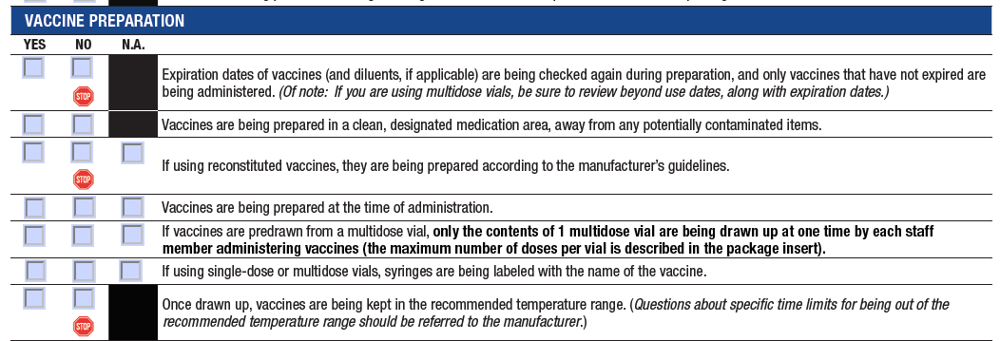 VACCINE PREPARATION
YES NO N.A.
Expiration dates of vaccines (and diluents, if applicable) are being checked again during preparation, and only vaccines that have not expired are
being administered. (Of note: If you are using multidose vials, be sure to review beyond use dates, along with expiration dates.)
STOP
Vaccines are being prepared in a clean, designated medication area, away from any potentially contaminated items.
If using reconstituted vaccines, they are being prepared according to the manufacturer’s guidelines.
STOP
Vaccines are being prepared at the time of administration.
If vaccines are predrawn from a multidose vial, only the contents of 1 multidose vial are being drawn up at one time by each staff
member administering vaccines (the maximum number of doses per vial is described in the package insert).
If using single-dose or multidose vials, syringes are being labeled with the name of the vaccine.
Once drawn up, vaccines are being kept in the recommended temperature range. (Questions about specific time limits for being out of the
recommended temperature range should be referred to the manufacturer.)
STOP